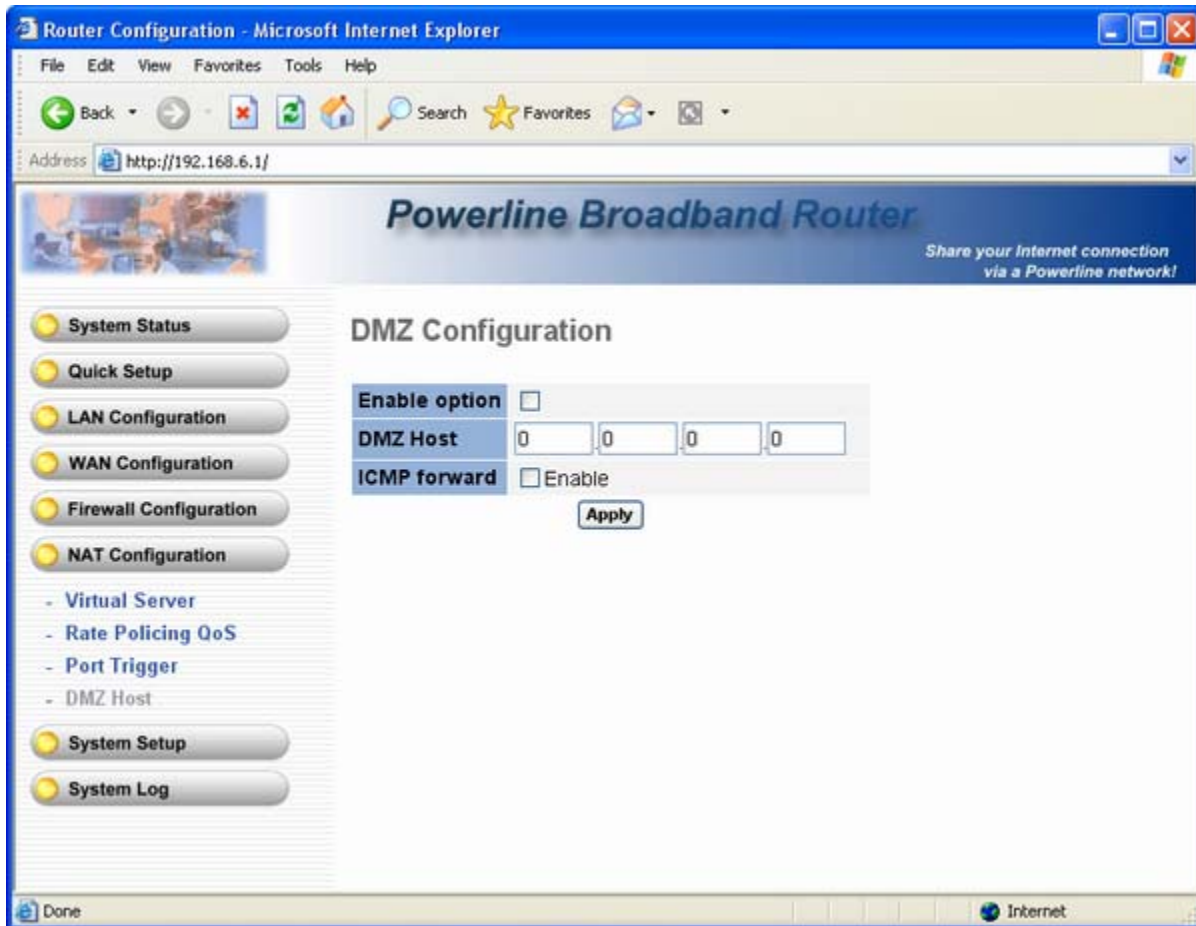 Router Configuration - Microsoft Internet Explorer
File Edit View Favorites Tools Help
Back Search Favorites
Address http://192.168.6.1/
Powerline Broadband Router
Share your Internet connection
via a Powerline network!
System Status
Quick Setup
LAN Configuration
WAN Configuration
Firewall Configuration
NAT Configuration
- Virtual Server
- Rate Policing QoS
- Port Trigger
- DMZ Host
System Setup
System Log
DMZ Configuration
Enable option
DMZ Host 0 .0 .0 .0
ICMP forward Enable
Apply
Done Internet